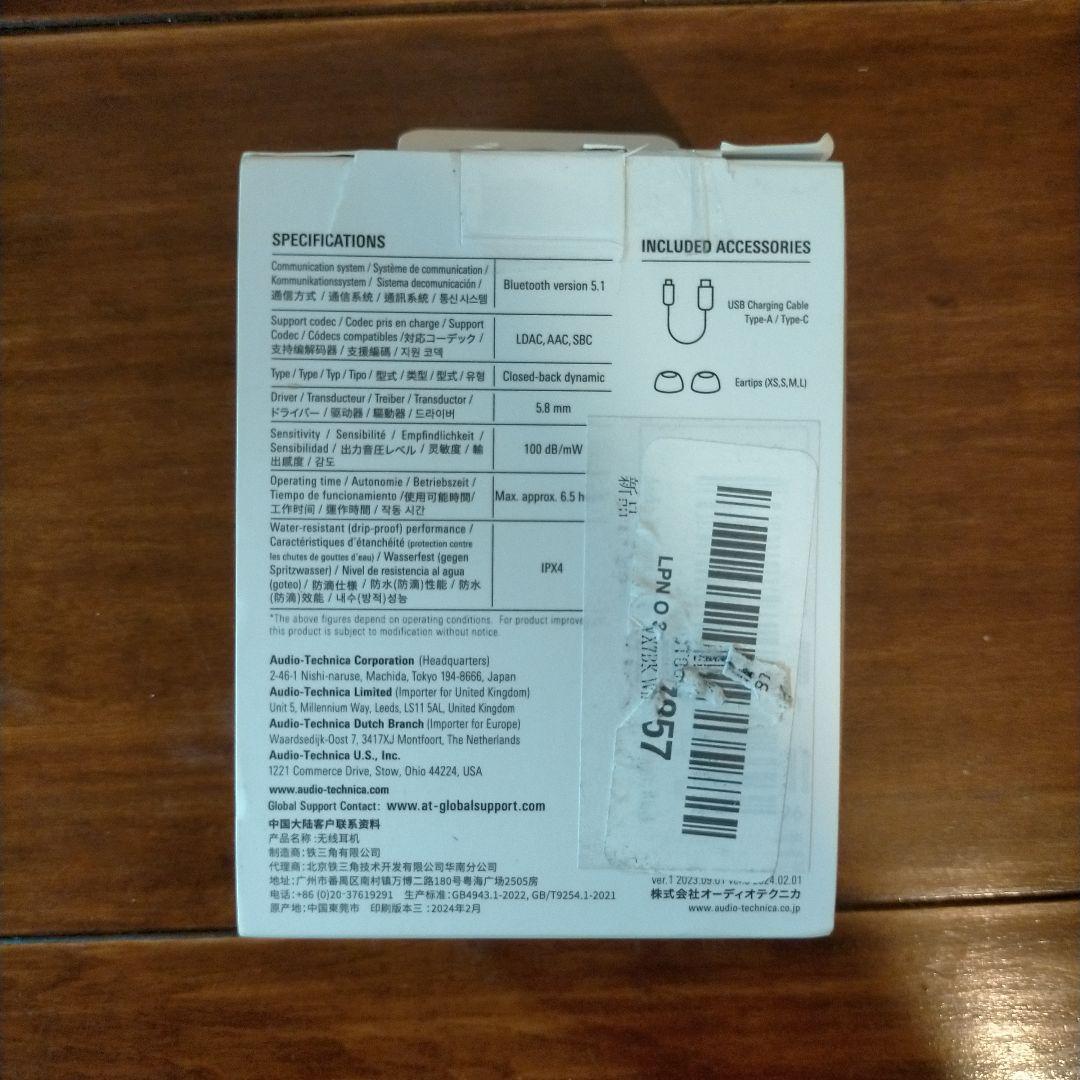 SPECIFICATIONS
Communication system / Système de communication /
Kommunikationssystem / Sistema decomunicación /
通信方式 / 通信系统 / 通訊系統 / 통신 시스템
Bluetooth version 5.1
Support codec / Codec pris en charge / Support
Codec / Códecs compatibles /対応コーデック /
支持编解码器 / 支援編碼 / 지원 코덱
LDAC, AAC, SBC
Type / Type / Typ / Tipo / 型式 / 类型 / 型式 / 유형
Closed-back dynamic
Driver / Transducteur / Treiber / Transductor /
ドライバー / 驱动器 / 驅動器 / 드라이버
5.8 mm
Sensitivity / Sensibilité / Empfindlichkeit /
Sensibilidad / 出力音圧レベル / 灵敏度 / 輸
出感度 / 감도
100 dB/mW
Operating time / Autonomie / Betriebszeit /
Tiempo de funcionamiento /使用可能時間/
工作时间 / 運作時間 / 작동 시간
Max. approx. 6.5 h
Water-resistant (drip-proof) performance /
Caractéristiques d'étanchéité (protection contre
les chutes de gouttes d'eau) / Wasserfest (gegen
Spritzwasser) / Nivel de resistencia al agua
(goteo) / 防滴仕様 / 防水(防滴)性能 / 防水
(防滴)效能 / 내수(방적)성능
IPX4
*The above figures depend on operating conditions. For product improve
this product is subject to modification without notice.
Audio-Technica Corporation (Headquarters)
2-46-1 Nishi-naruse, Machida, Tokyo 194-8666, Japan
Audio-Technica Limited (Importer for United Kingdom)
Unit 5, Millennium Way, Leeds, LS11 5AL, United Kingdom
Audio-Technica Dutch Branch (Importer for Europe)
Waardsedijk-Oost 7, 3417XJ Montfoort, The Netherlands
Audio-Technica U.S., Inc.
1221 Commerce Drive, Stow, Ohio 44224, USA
www.audio-technica.com
Global Support Contact: www.at-globalsupport.com
中国大陆客户联系资料
产品名称:无线耳机
制造商:铁三角有限公司
代理商:北京铁三角技术开发有限公司华南分公司
地址:广州市番禺区南村镇万博二路180号粤海广场2505房
电话:+86 (0)20-37619291 生产标准:GB4943.1-2022, GB/T9254.1-2021
原产地:中国東莞市 印刷版本三:2024年2月
INCLUDED ACCESSORIES
USB Charging Cable
Type-A / Type-C
Eartips (XS,S,M,L)
新品
LPN
7957
97
ver.1 2023.09.01
2024.02.01
株式会社オーディオテクニカ
www.audio-technica.co.jp